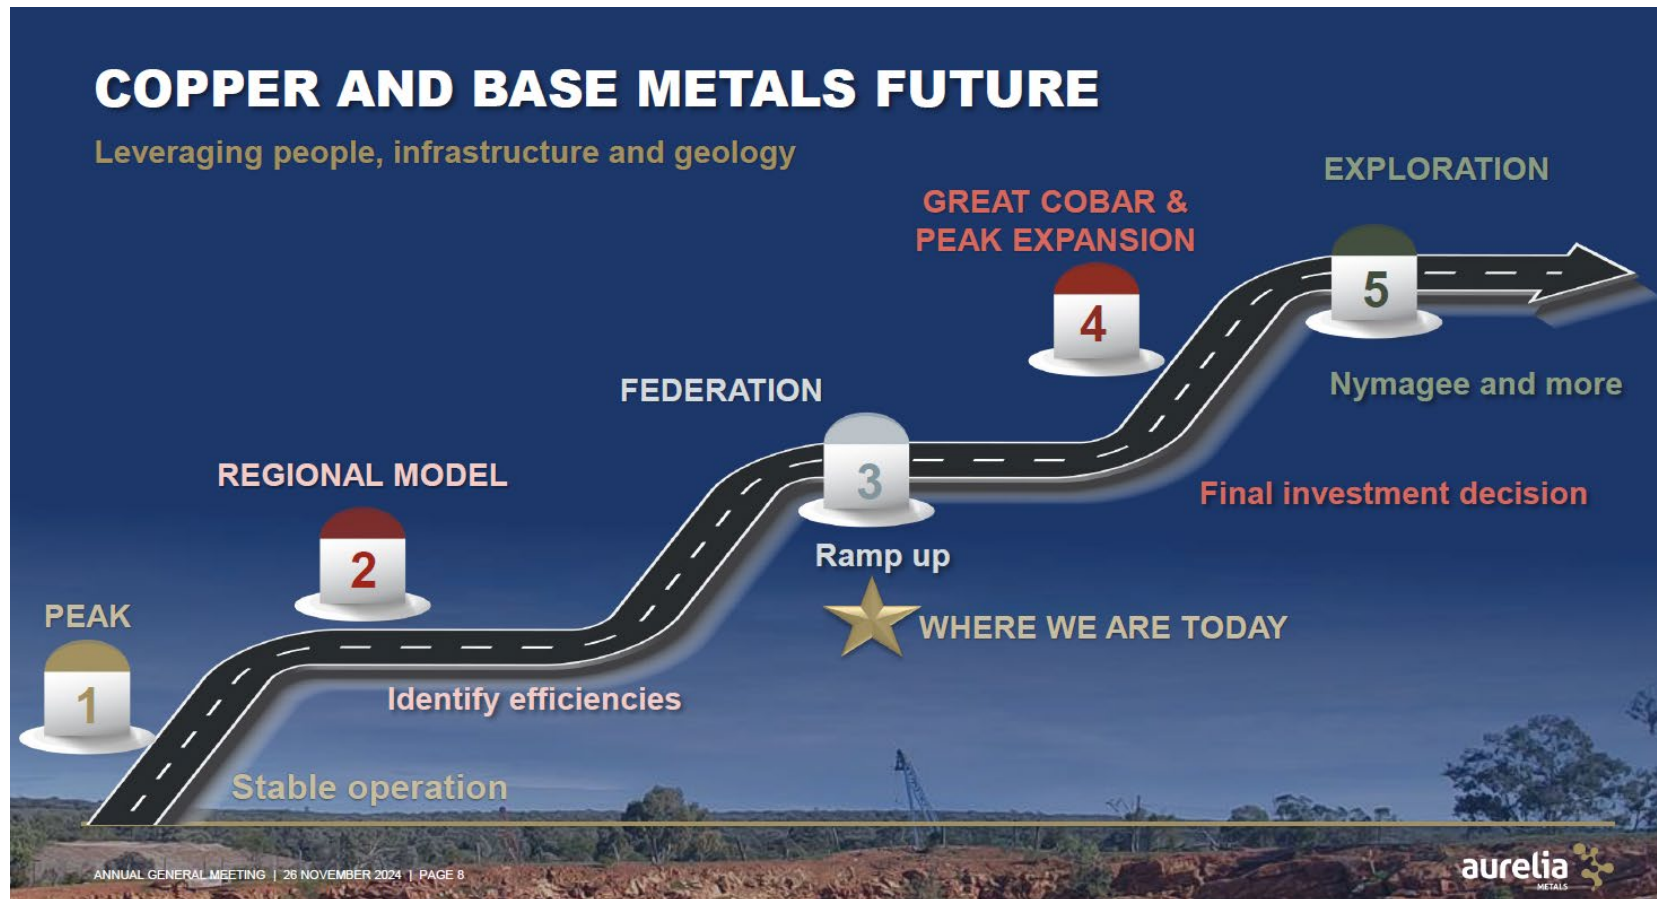 COPPER AND BASE METALS FUTURE
Leveraging people, infrastructure and geology
PEAK
1
Stable operation
REGIONAL MODEL
2
Identify efficiencies
FEDERATION
3
Ramp up
WHERE WE ARE TODAY
GREAT COBAR &
PEAK EXPANSION
4
Final investment decision
EXPLORATION
5
Nymagee and more
ANNUAL GENERAL MEETING | 26 NOVEMBER 2024 | PAGE 8
aurelia
METALS